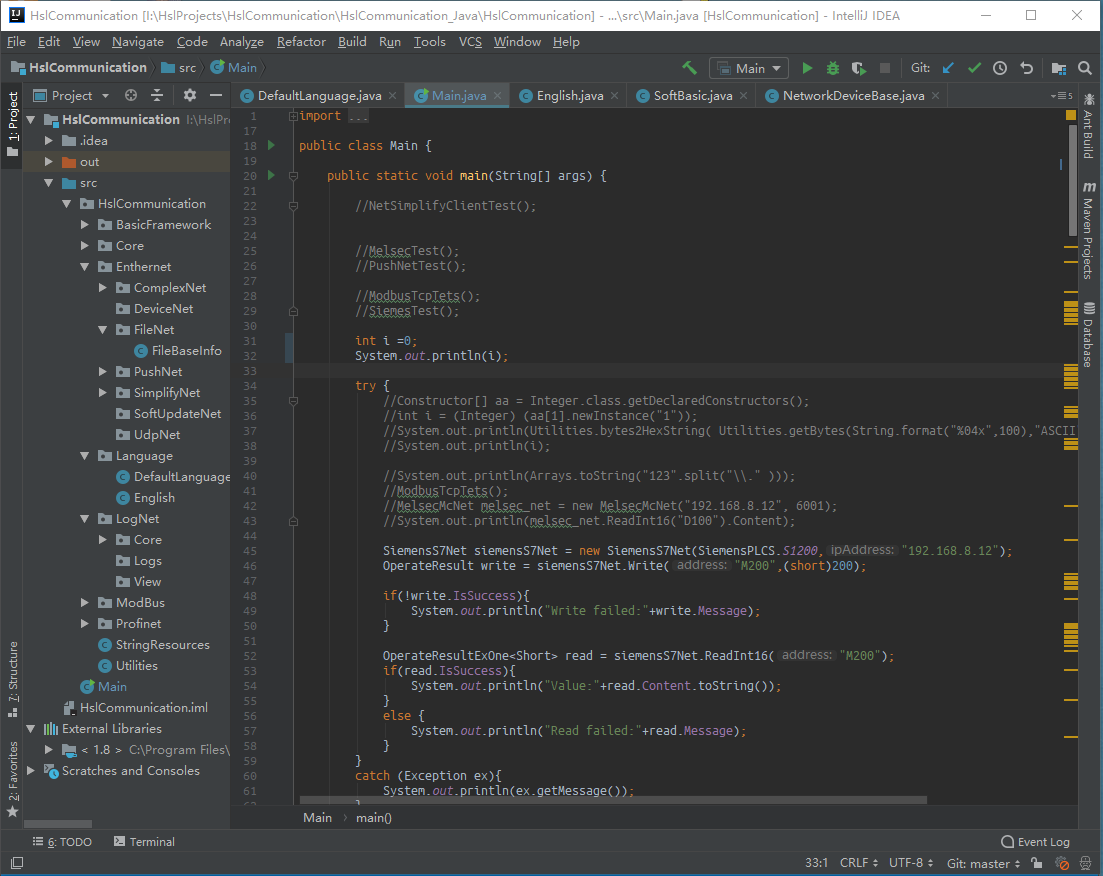 HslCommunication [I:\HslProjects\HslCommunication\HslCommunication_Java\HslCommunication] - ...\src\Main.java [HslCommunication] - IntelliJ IDEA
File Edit View Navigate Code Analyze Refactor Build Run Tools VCS Window Help
HslCommunication src Main Main Git:
1: Project
Project
DefaultLanguage.java Main.java English.java SoftBasic.java NetworkDeviceBase.java 5
HslCommunication I:\HslPr
.idea
out
src
HslCommunication
BasicFramework
Core
Enthernet
ComplexNet
DeviceNet
FileNet
FileBaseInfo
PushNet
SimplifyNet
SoftUpdateNet
UdpNet
Language
DefaultLanguage
English
LogNet
Core
Logs
View
ModBus
Profinet
StringResources
Utilities
Main
HslCommunication.iml
External Libraries
< 1.8 > C:\Program Files\
Scratches and Consoles
7: Structure
2: Favorites
1 import ...
17
18 public class Main {
19
20 public static void main(String[] args) {
21
22 //NetSimplifyClientTest();
23
24
25 //MelsecTest();
26 //PushNetTest();
27
28 //ModbusTcpTets();
29 //SiemesTest();
30
31 int i =0;
32 System.out.println(i);
33
34 try {
35 //Constructor[] aa = Integer.class.getDeclaredConstructors();
36 //int i = (Integer) (aa[1].newInstance("1"));
37 //System.out.println(Utilities.bytes2HexString( Utilities.getBytes(String.format("%04x",100),"ASCII
38 //System.out.println(i);
39
40 //System.out.println(Arrays.toString("123".split("\\." )));
41 //ModbusTcpTets();
42 //MelsecMcNet melsec_net = new MelsecMcNet("192.168.8.12", 6001);
43 //System.out.println(melsec_net.ReadInt16("D100").Content);
44
45 SiemensS7Net siemensS7Net = new SiemensS7Net(SiemensPLCS.S1200, ipAddress: "192.168.8.12");
46 OperateResult write = siemensS7Net.Write( address: "M200",(short)200);
47
48 if(!write.IsSuccess){
49 System.out.println("Write failed:"+write.Message);
50 }
51
52 OperateResultExOne<Short> read = siemensS7Net.ReadInt16( address: "M200");
53 if(read.IsSuccess){
54 System.out.println("Value:"+read.Content.toString());
55 }
56 else {
57 System.out.println("Read failed:"+read.Message);
58 }
59 }
60 catch (Exception ex){
61 System.out.println(ex.getMessage());
Ant Build
Maven Projects
Database
Main main()
6: TODO Terminal Event Log
33:1 CRLF UTF-8 Git: master